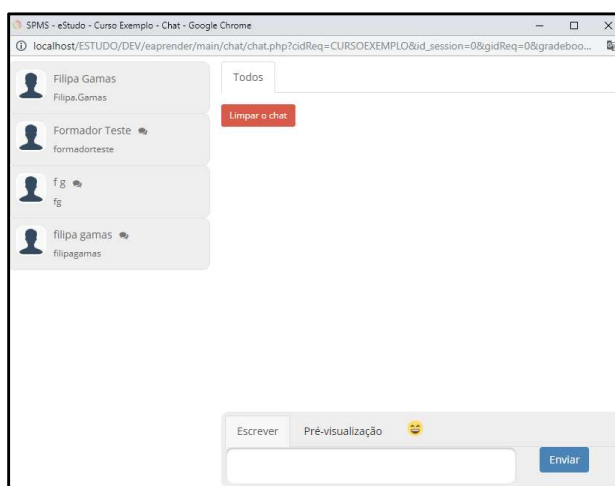 SPMS - eStudo - Curso Exemplo - Chat - Google Chrome
localhost/ESTUDO/DEV/eaprender/main/chat/chat.php?cidReq=CURSOEXEMPLO&id_session=0&gidReq=0&gradeboo...
Filipa Gamas
Filipa.Gamas
Formador Teste
formadorteste
f g
fg
filipa gamas
filipagamas
Todos
Limpar o chat
Escrever Pré-visualização
Enviar